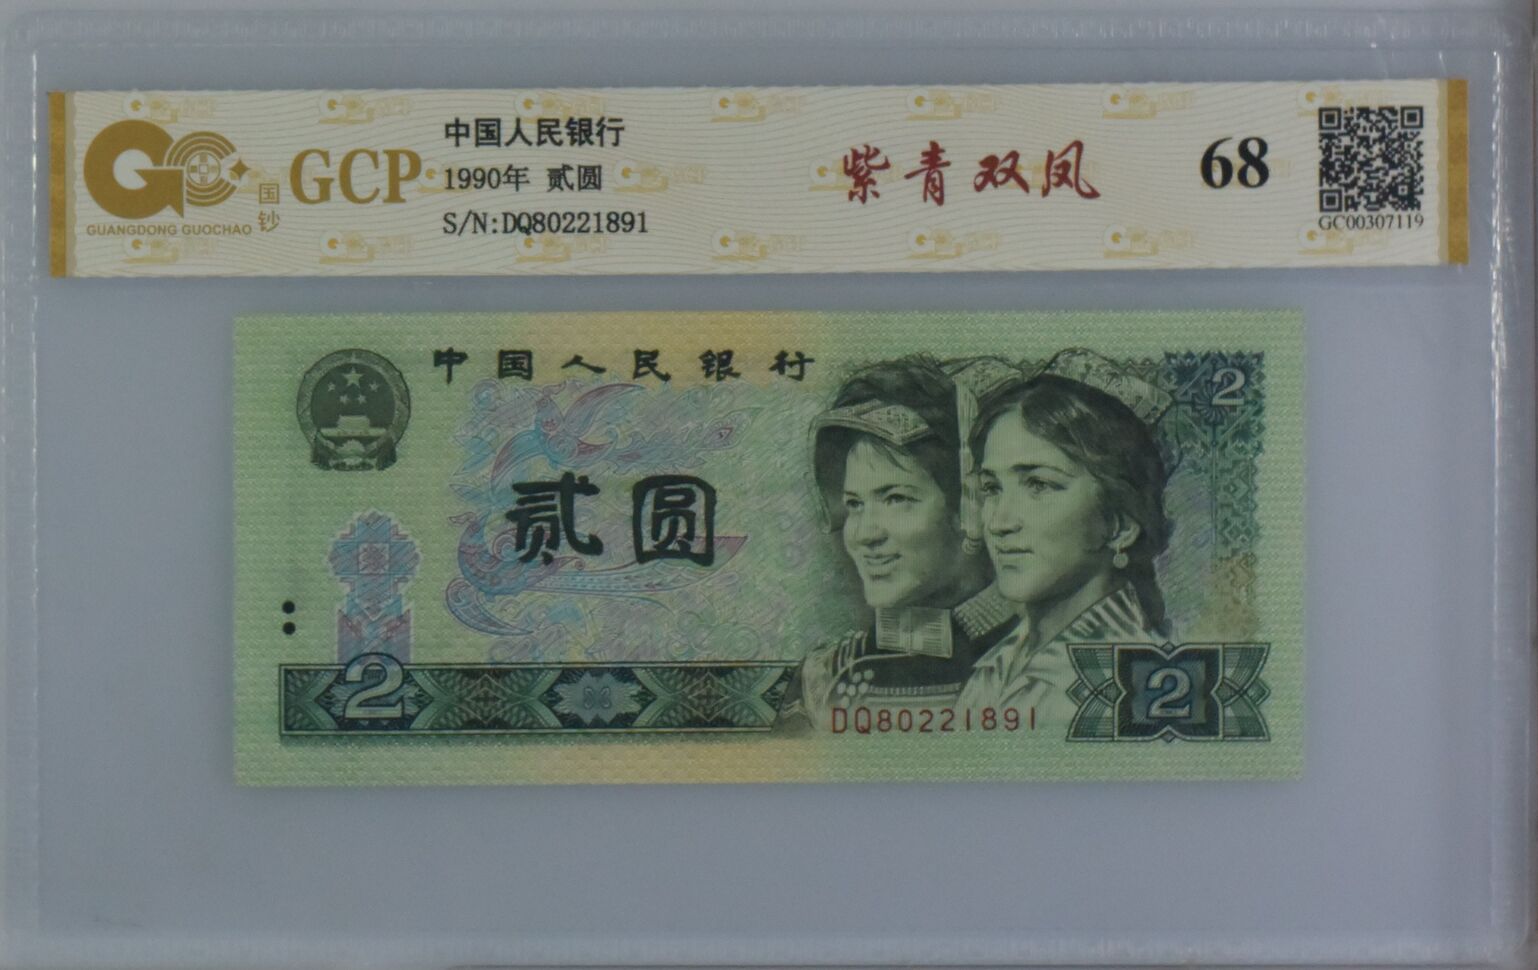 GCP
国钞
GUANGDONG GUOCHAO
中国人民银行
1990年 贰圆
S/N:DQ80221891
紫青双凤
68
GC00307119
中国人民银行
2
贰圆
2
DQ80221891
2